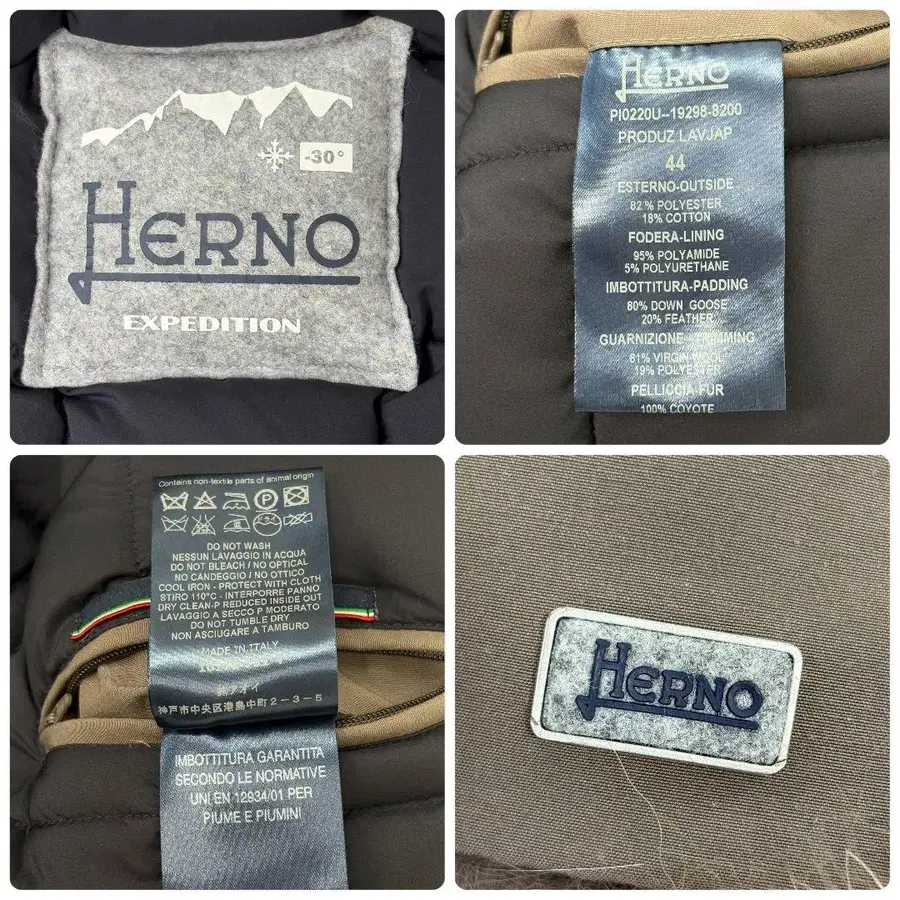 -30°
HERNO
EXPEDITION
HERNO
PI0220U--19298-8200
PRODUZ LAVJAP
44
ESTERNO-OUTSIDE
82% POLYESTER
18% COTTON
FODERA-LINING
95% POLYAMIDE
5% POLYURETHANE
IMBOTTITURA-PADDING
80% DOWN GOOSE
20% FEATHER
GUARNIZIONE-TRIMMING
81% VIRGIN WOOL
19% POLYESTER
PELLICCIA-FUR
100% COYOTE
Contains non-textile parts of animal origin
P
DO NOT WASH
NESSUN LAVAGGIO IN ACQUA
DO NOT BLEACH / NO OPTICAL
NO CANDEGGIO / NO OTTICO
COOL IRON - PROTECT WITH CLOTH
STIRO 110°C - INTERPORRE PANNO
DRY CLEAN-P REDUCED INSIDE OUT
LAVAGGIO A SECCO P MODERATO
DO NOT TUMBLE DRY
NON ASCIUGARE A TAMBURO
MADE IN ITALY
㈱アオイ
神戸市中央区港島中町2-3-5
IMBOTTITURA GARANTITA
SECONDO LE NORMATIVE
UNI EN 12934/01 PER
PIUME E PIUMINI
HERNO